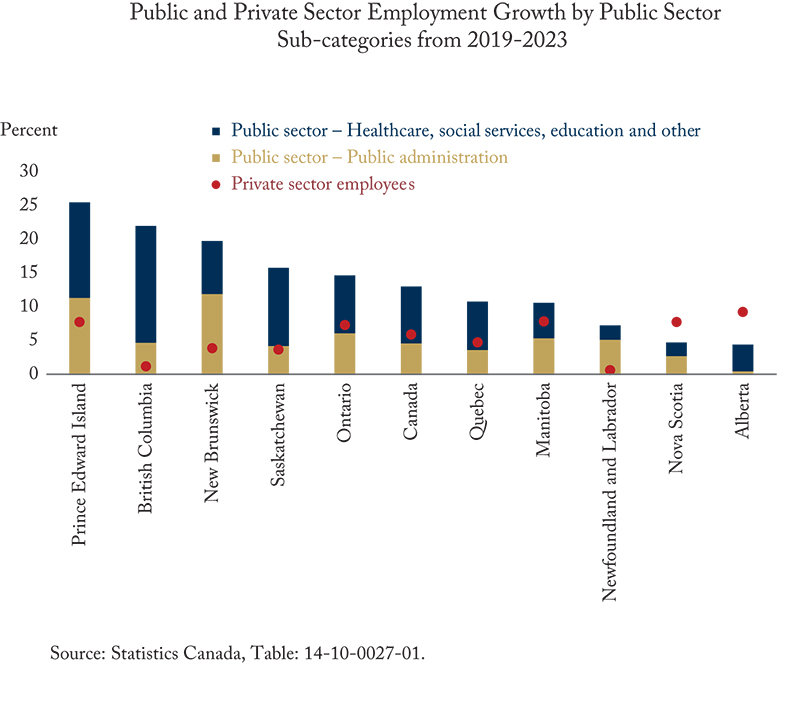 Public and Private Sector Employment Growth by Public Sector
Sub-categories from 2019-2023
Percent
Public sector – Healthcare, social services, education and other
Public sector – Public administration
Private sector employees
30
25
20
15
10
5
0
Prince Edward Island
British Columbia
New Brunswick
Saskatchewan
Ontario
Canada
Quebec
Manitoba
Newfoundland and Labrador
Nova Scotia
Alberta
Source: Statistics Canada, Table: 14-10-0027-01.